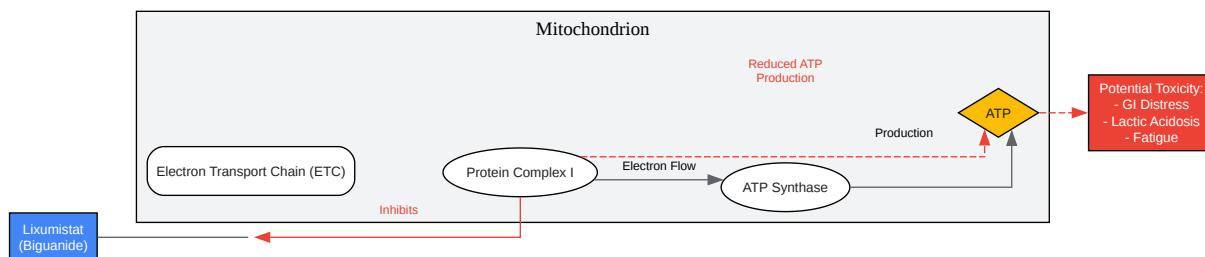 Mitochondrion
Reduced ATP
Production
Potential Toxicity:
- GI Distress
- Lactic Acidosis
- Fatigue
ATP
Production
Electron Transport Chain (ETC)
Protein Complex I
Electron Flow
ATP Synthase
Inhibits
Lixumistat
(Biguanide)